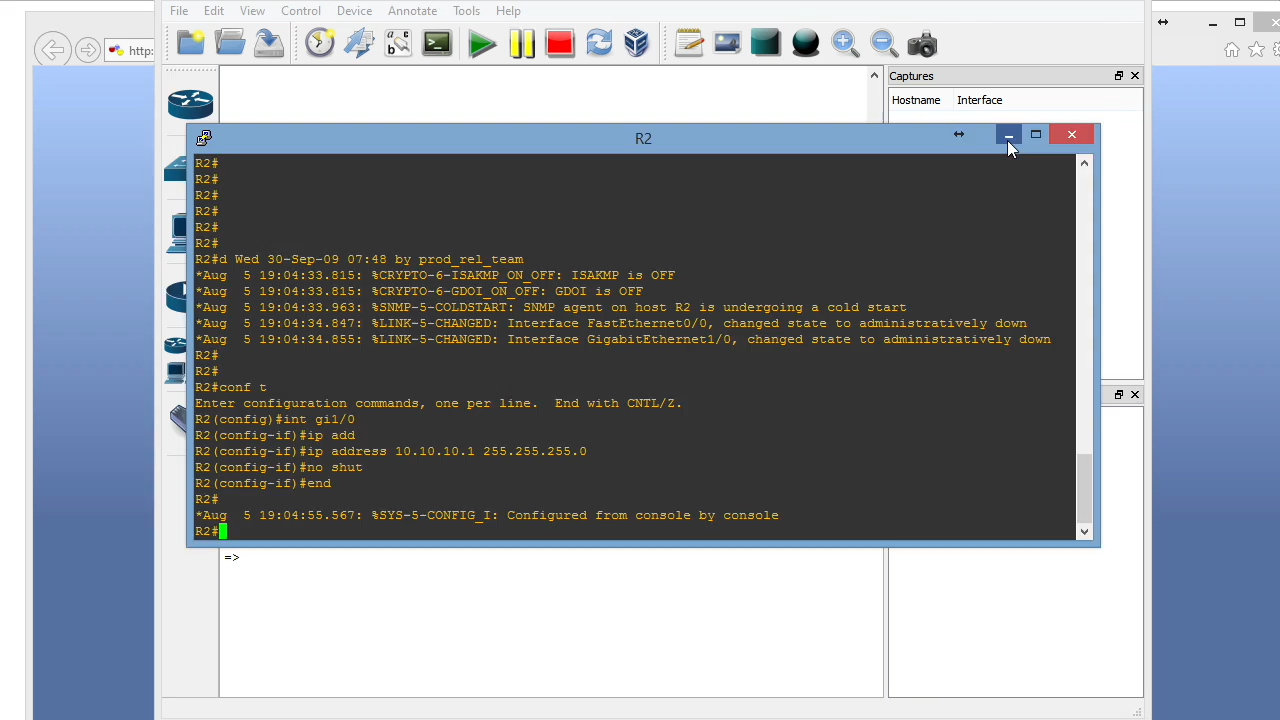 File Edit View Control Device Annotate Tools Help
http:
Captures
Hostname Interface
R2
R2#
R2#
R2#
R2#
R2#
R2#
R2#d Wed 30-Sep-09 07:48 by prod_rel_team
*Aug  5 19:04:33.815: %CRYPTO-6-ISAKMP_ON_OFF: ISAKMP is OFF
*Aug  5 19:04:33.815: %CRYPTO-6-GDOI_ON_OFF: GDOI is OFF
*Aug  5 19:04:33.963: %SNMP-5-COLDSTART: SNMP agent on host R2 is undergoing a cold start
*Aug  5 19:04:34.847: %LINK-5-CHANGED: Interface FastEthernet0/0, changed state to administratively down
*Aug  5 19:04:34.855: %LINK-5-CHANGED: Interface GigabitEthernet1/0, changed state to administratively down
R2#
R2#
R2#conf t
Enter configuration commands, one per line.  End with CNTL/Z.
R2(config)#int gi1/0
R2(config-if)#ip add
R2(config-if)#ip address 10.10.10.1 255.255.255.0
R2(config-if)#no shut
R2(config-if)#end
R2#
*Aug  5 19:04:55.567: %SYS-5-CONFIG_I: Configured from console by console
R2#
=>